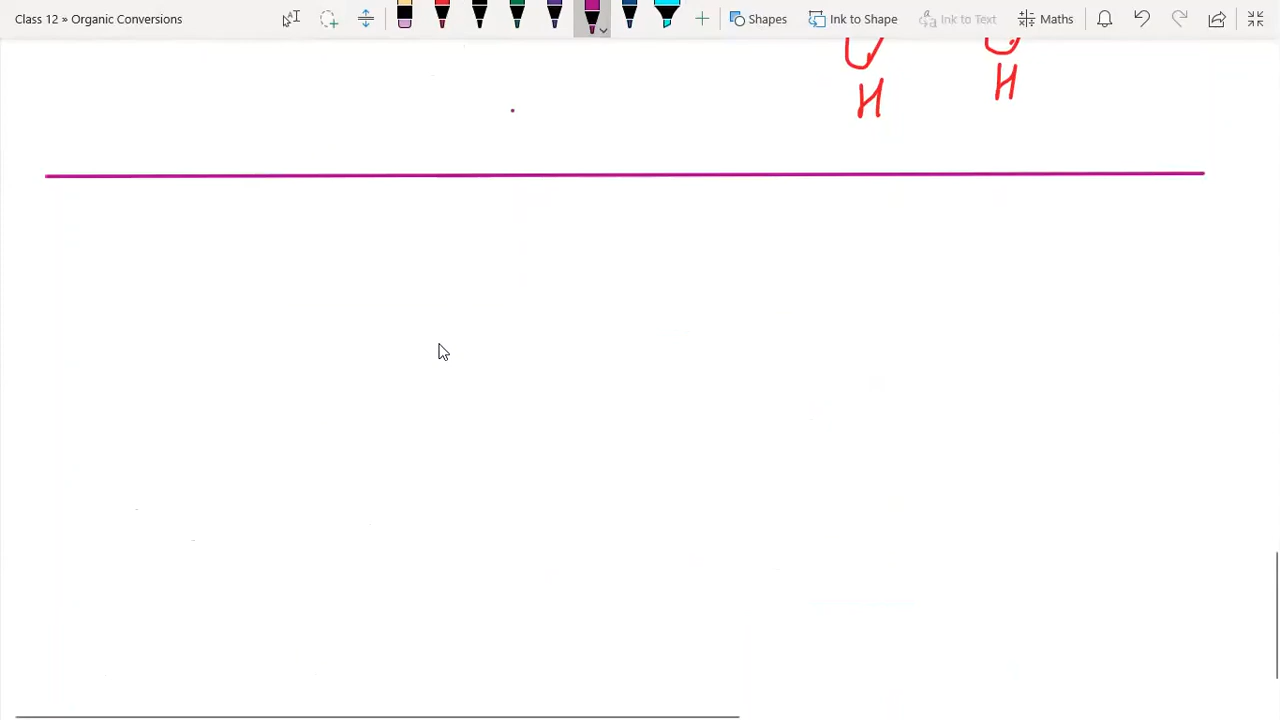 Class 12 » Organic Conversions Shapes Ink to Shape Ink to Text Maths
H H